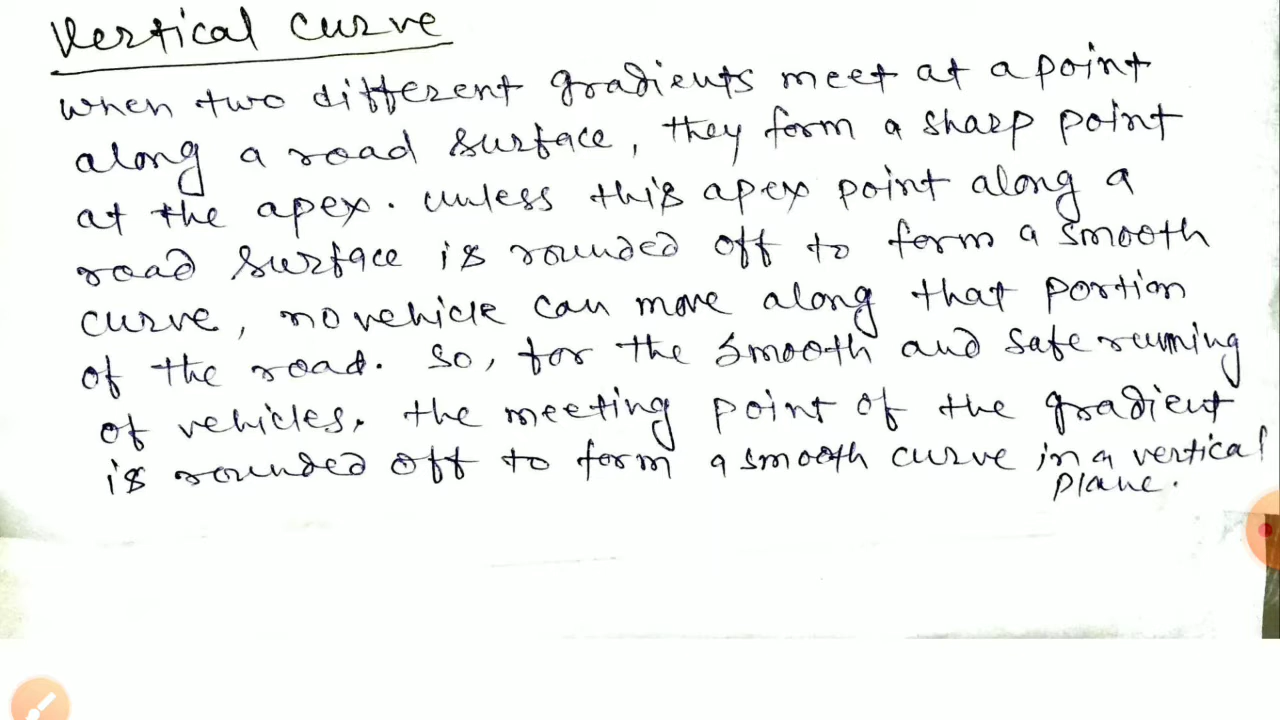 Vertical curve
when two different gradients meet at a point
along a road surface, they form a sharp point
at the apex. unless this apex point along a
road surface is rounded off to form a smooth
curve, no vehicle can move along that portion
of the road. so, for the smooth and safe running
of vehicles. the meeting point of the gradient
is rounded off to form a smooth curve in a vertical
plane.